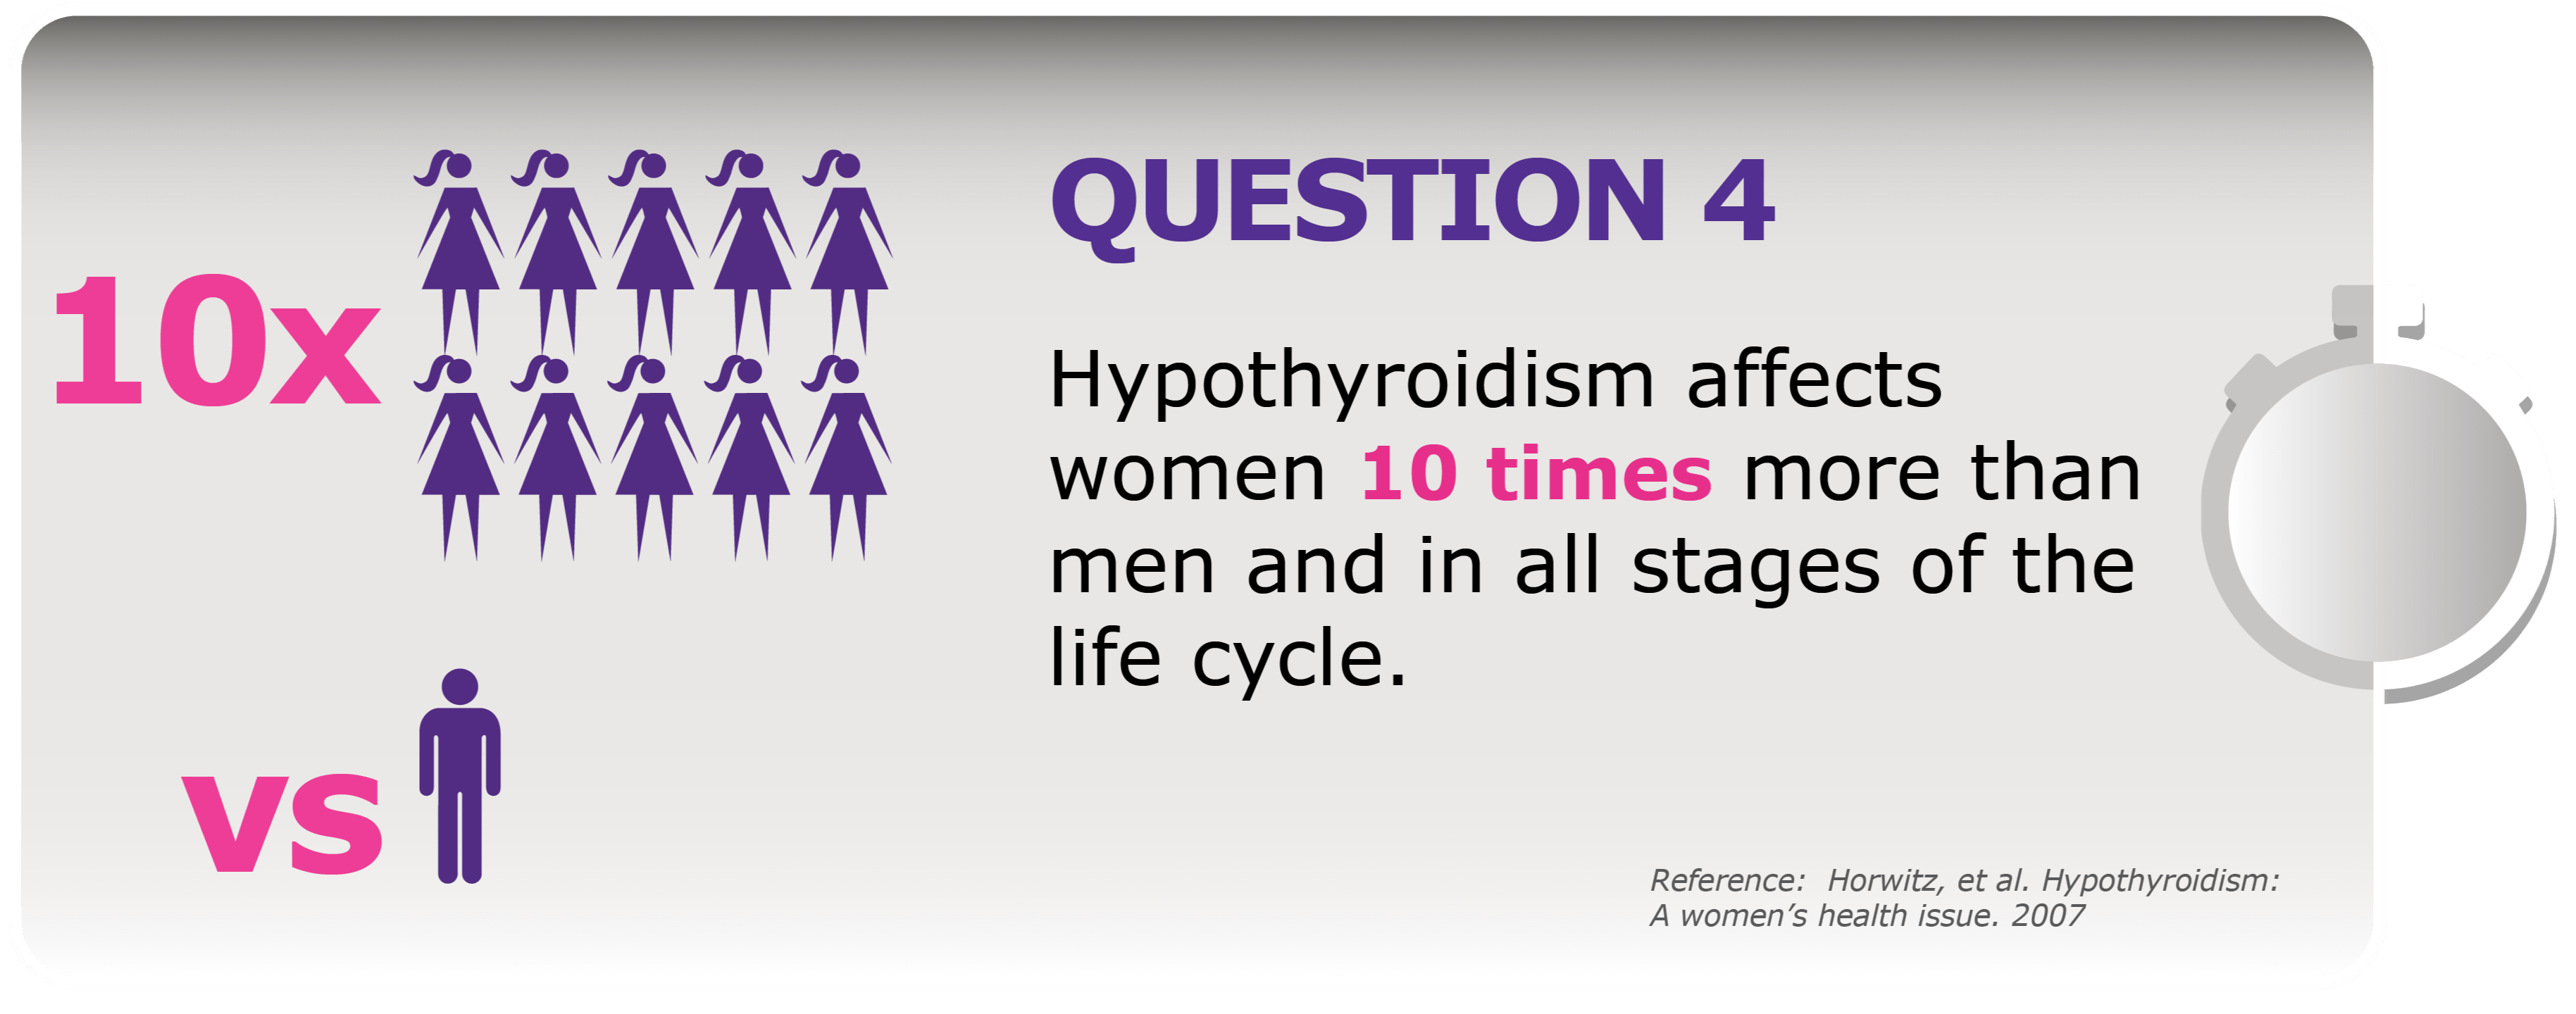 10x
vs
QUESTION 4
Hypothyroidism affects
women 10 times more than
men and in all stages of the
life cycle.
Reference:  Horwitz, et al. Hypothyroidism:
A women’s health issue. 2007